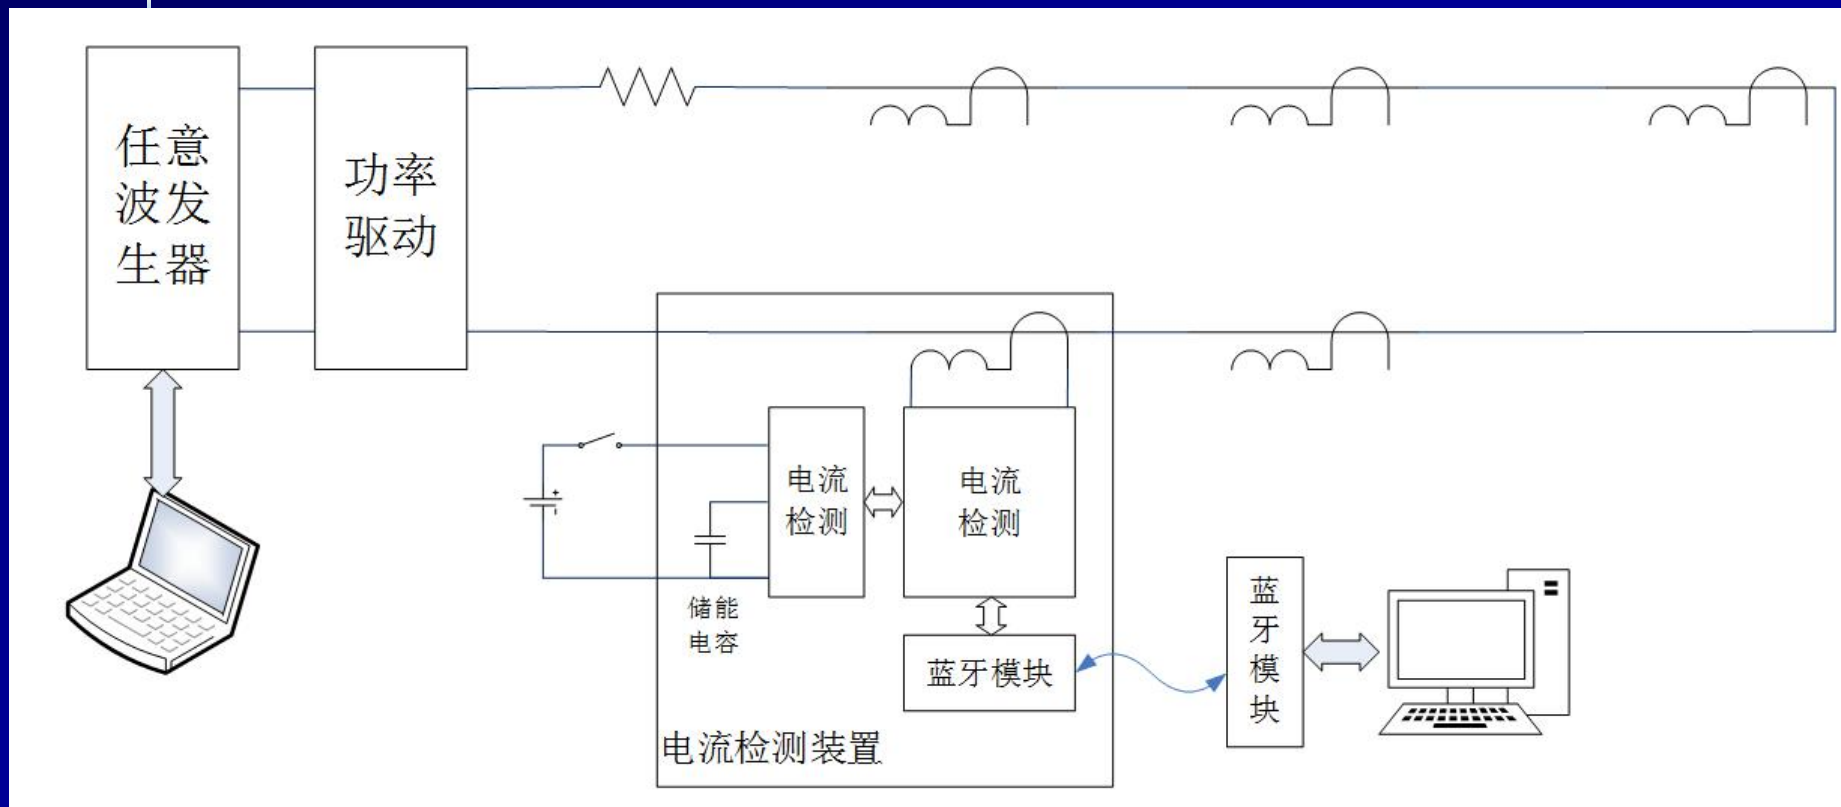 任意
波发
生器
功率
驱动
电流
检测
电流
检测
储能
电容
蓝牙模块
蓝
牙
模
块
电流检测装置